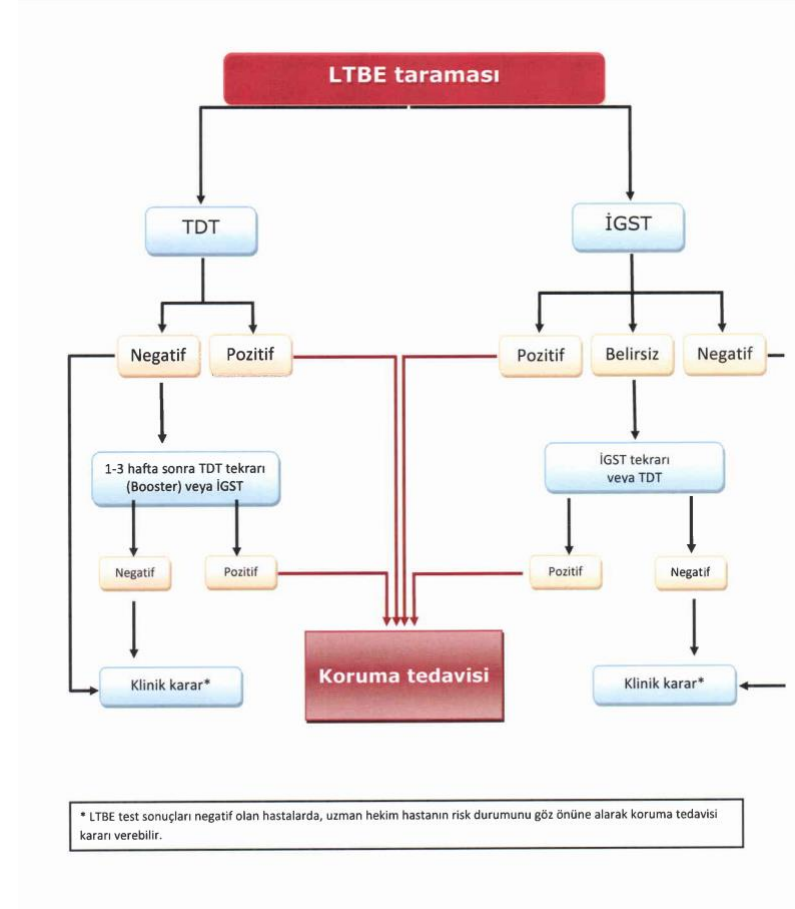 LTBE taraması
TDT
İGST
Negatif
Pozitif
Pozitif
Belirsiz
Negatif
1-3 hafta sonra TDT tekrarı
(Booster) veya İGST
İGST tekrarı
veya TDT
Negatif
Pozitif
Pozitif
Negatif
Klinik karar*
Koruma tedavisi
Klinik karar*
* LTBE test sonuçları negatif olan hastalarda, uzman hekim hastanın risk durumunu göz önüne alarak koruma tedavisi
kararı verebilir.